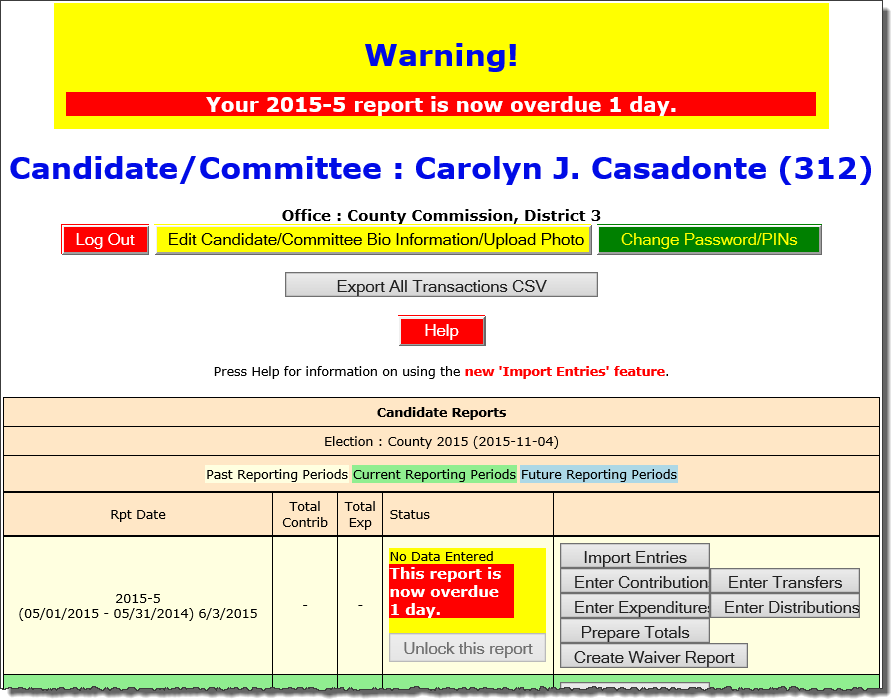 Warning!
Your 2015-5 report is now overdue 1 day.
Candidate/Committee : Carolyn J. Casadonte (312)
Office : County Commission, District 3
Log Out
Edit Candidate/Committee Bio Information/Upload Photo
Change Password/PINs
Export All Transactions CSV
Help
Press Help for information on using the new 'Import Entries' feature.
Candidate Reports
Election : County 2015 (2015-11-04)
Past Reporting Periods Current Reporting Periods Future Reporting Periods
Rpt Date
Total
Contrib
Total
Exp
Status
2015-5
(05/01/2015 - 05/31/2014) 6/3/2015
-
-
No Data Entered
This report is
now overdue
1 day.
Unlock this report
Import Entries
Enter Contribution
Enter Transfers
Enter Expenditures
Enter Distributions
Prepare Totals
Create Waiver Report